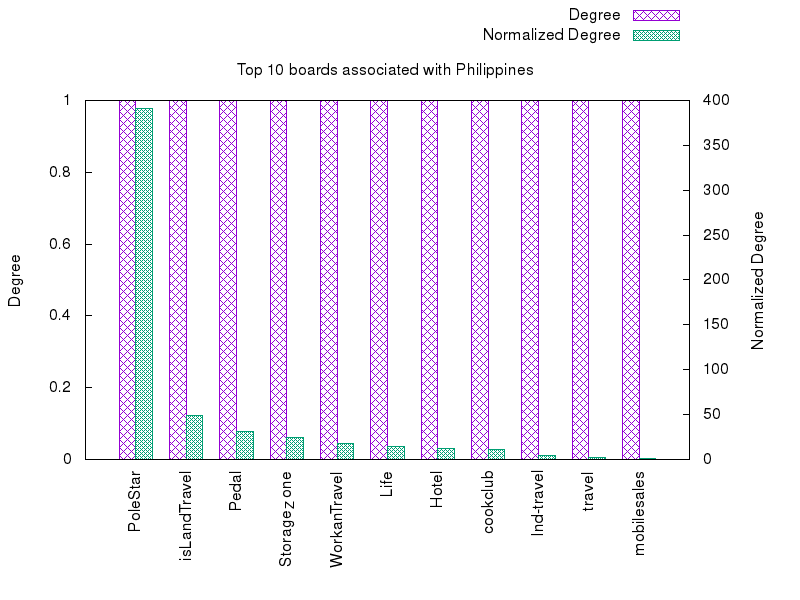 Degree
Normalized Degree
Top 10 boards associated with Philippines
1
0.8
0.6
0.4
0.2
0
Degree
400
350
300
250
200
150
100
50
0
Normalized Degree
PoleStar
isLandTravel
Pedal
Storagezone
WorkanTravel
Life
Hotel
cookclub
Ind-travel
travel
mobilesales